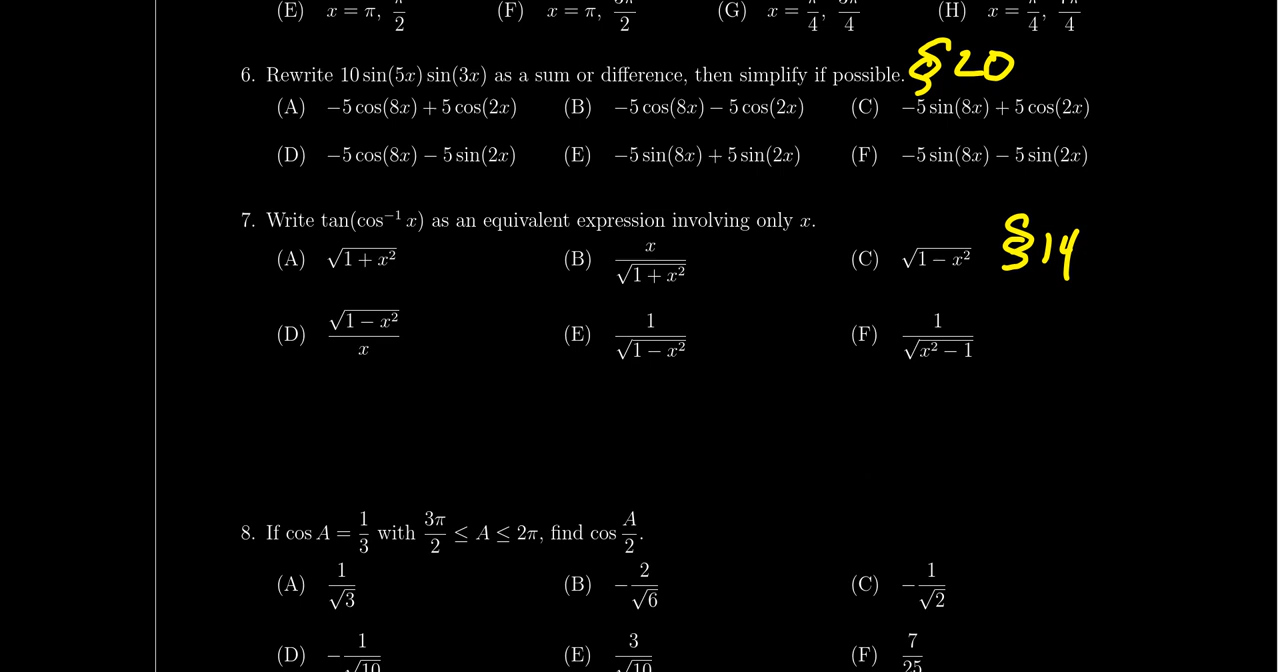 (E) x = π, π/2 (F) x = π, 3π/2 (G) x = π/4, 3π/4 (H) x = π/4,
6. Rewrite 10 sin(5x) sin(3x) as a sum or difference, then simplify if possible. §20
(A) −5 cos(8x) + 5 cos(2x) (B) −5 cos(8x) − 5 cos(2x) (C) −5 sin(8x) + 5 cos(2x)
(D) −5 cos(8x) − 5 sin(2x) (E) −5 sin(8x) + 5 sin(2x) (F) −5 sin(8x) − 5 sin(2x)
7. Write tan(cos⁻¹ x) as an equivalent expression involving only x. §14
(A) √(1 + x²) (B) x/√(1 + x²) (C) √(1 − x²)
(D) √(1 − x²)/x (E) 1/√(1 − x²) (F) 1/√(x² − 1)
8. If cos A = 1/3 with 3π/2 ≤ A ≤ 2π, find cos A/2.
(A) 1/√3 (B) −2/√6 (C) −1/√2
(D) −1/√10 (E) 3/√10 (F) 7/25